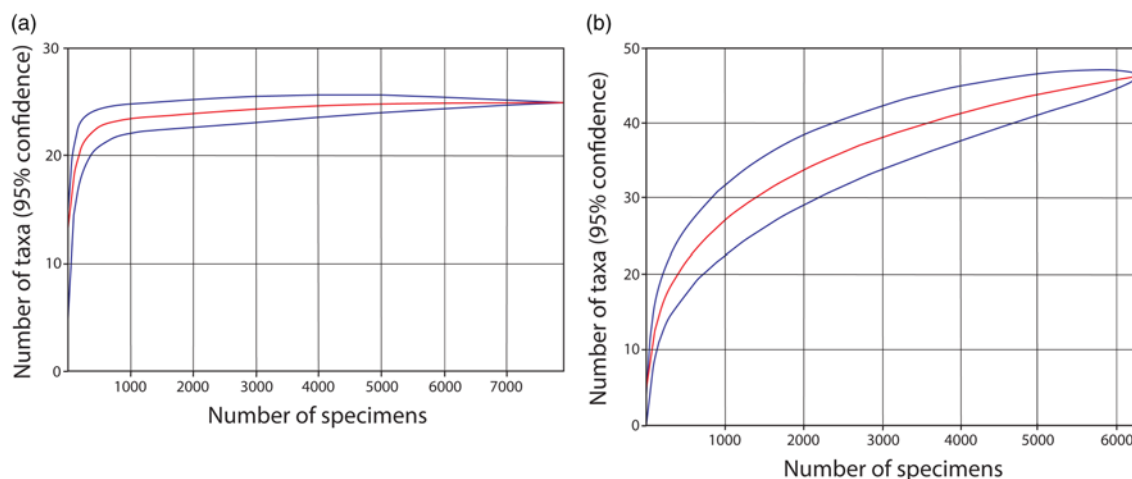 (a)
Number of taxa (95% confidence)
30
20
10
0
1000 2000 3000 4000 5000 6000 7000
Number of specimens
(b)
Number of taxa (95% confidence)
50
40
30
20
10
0
1000 2000 3000 4000 5000 6000
Number of specimens